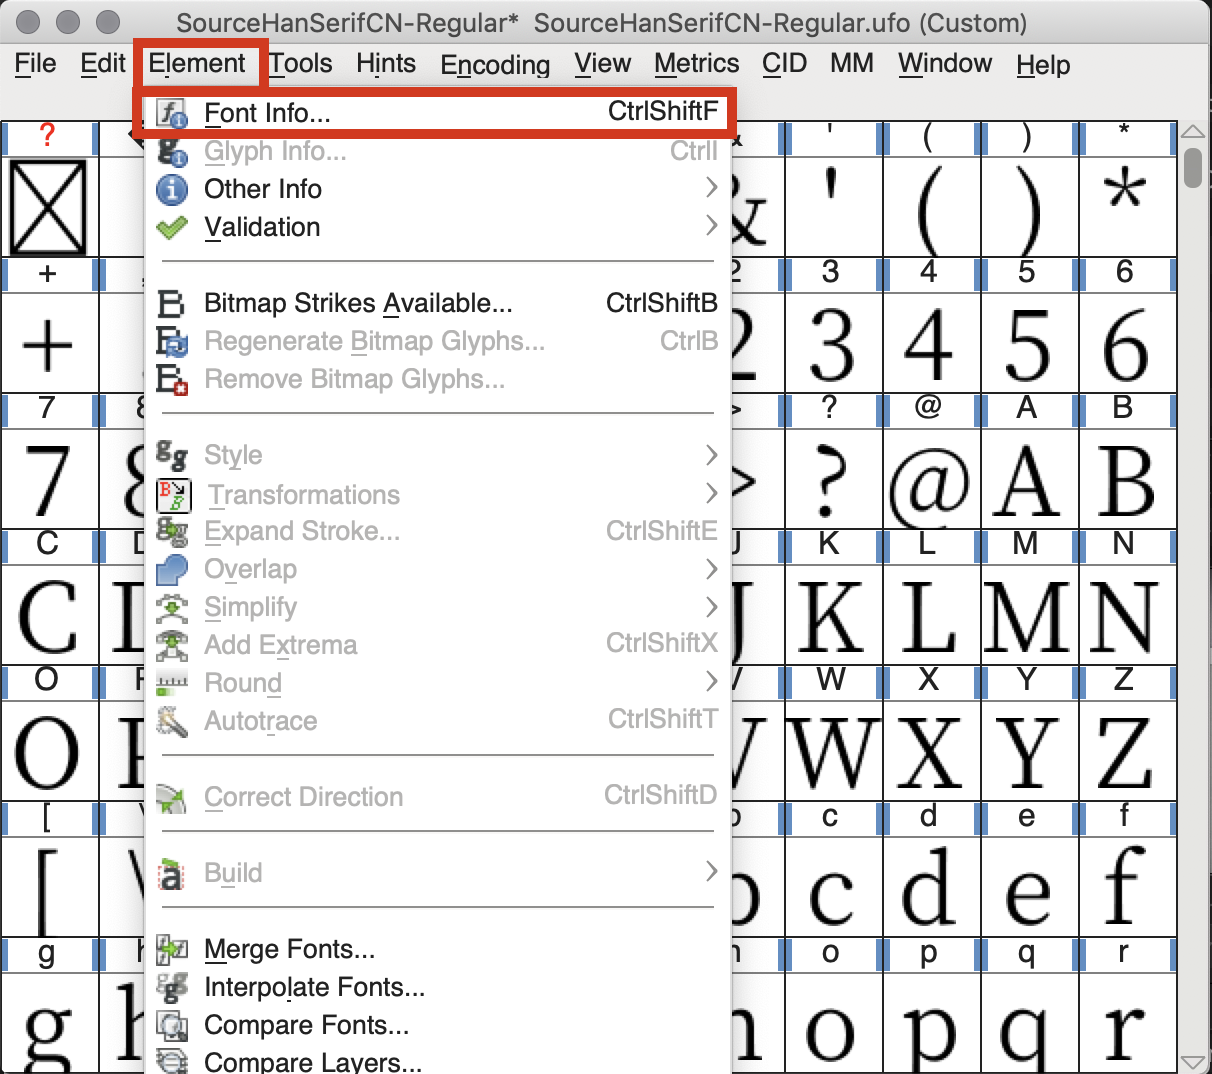 SourceHanSerifCN-Regular* SourceHanSerifCN-Regular.ufo (Custom)
File Edit Element Tools Hints Encoding View Metrics CID MM Window Help
Font Info... CtrlShiftF
Glyph Info... CtrlI
Other Info
Validation
Bitmap Strikes Available... CtrlShiftB
Regenerate Bitmap Glyphs... CtrlB
Remove Bitmap Glyphs...
Style
Transformations
Expand Stroke... CtrlShiftE
Overlap
Simplify
Add Extrema CtrlShiftX
Round
Autotrace CtrlShiftT
Correct Direction CtrlShiftD
Build
Merge Fonts...
Interpolate Fonts...
Compare Fonts...
Compare Layers...
? & ' ( ) *
& ' ( ) *
+ , 2 3 4 5 6
+ 2 3 4 5 6
7 8 > ? @ A B
7 8 > ? @ A B
C D J K L M N
C D J K L M N
O P V W X Y Z
O P V W X Y Z
[ \ b c d e f
[ \ b c d e f
g h n o p q r
g h n o p q r